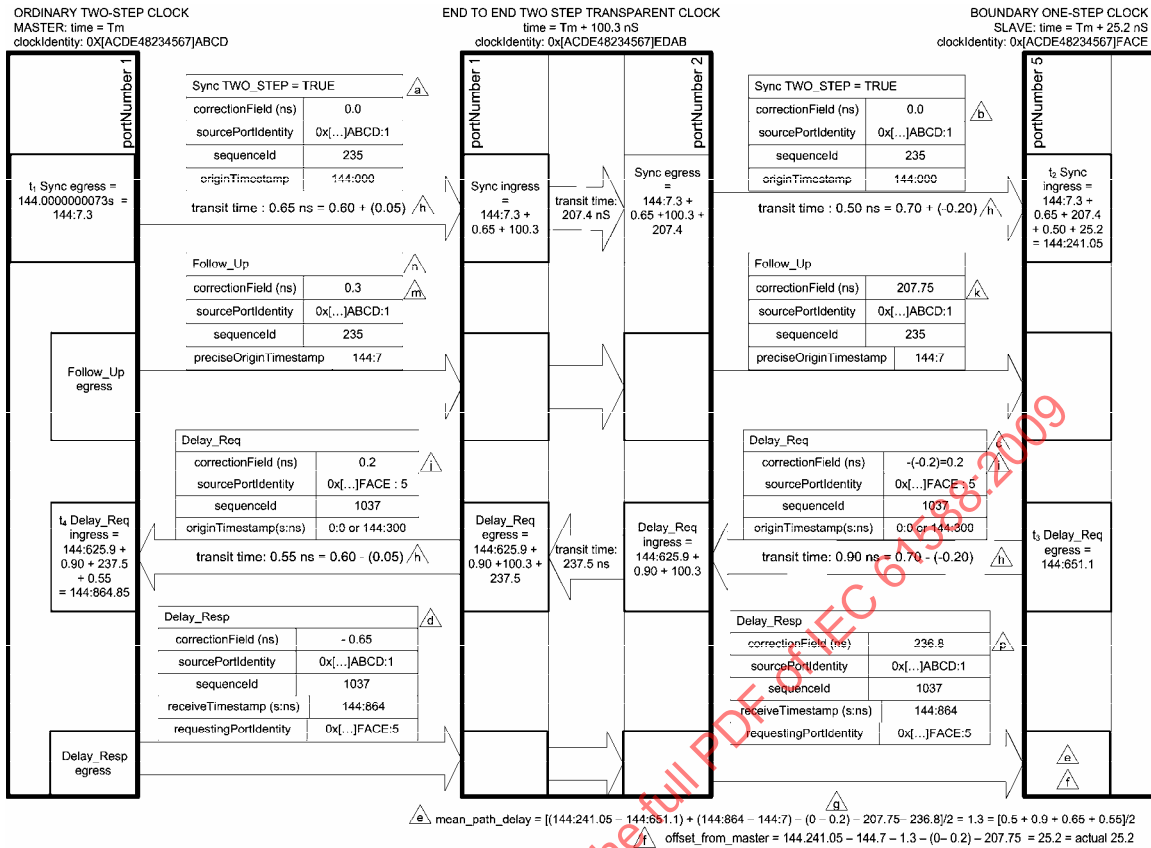 ORDINARY TWO-STEP CLOCK
MASTER: time = Tm
clockIdentity: 0X[ACDE48234567]ABCD
END TO END TWO STEP TRANSPARENT CLOCK
time = Tm + 100.3 nS
clockIdentity: 0X[ACDE48234567]EDAB
BOUNDARY ONE-STEP CLOCK
SLAVE: time = Tm + 25.2 nS
clockIdentity: 0x[ACDE48234567]FACE
portNumber 1
portNumber 1
portNumber 2
portNumber 5
Sync TWO_STEP = TRUE
a
correctionField (ns) 0.0
sourcePortIdentity 0x[...]ABCD:1
sequenceId 235
originTimestamp 144:000
transit time : 0.65 ns = 0.60 + (0.05) h
Sync TWO_STEP = TRUE
b
correctionField (ns) 0.0
sourcePortIdentity 0x[...]ABCD:1
sequenceId 235
originTimestamp 144:000
transit time : 0.50 ns = 0.70 + (-0.20) h
t₁ Sync egress =
144.0000000073s =
144:7.3
Sync ingress
=
144:7.3 +
0.65 + 100.3
transit time:
207.4 nS
Sync egress
=
144:7.3 +
0.65 +100.3 +
207.4
t₂ Sync
ingress =
144:7.3 +
0.65 + 207.4
+ 0.50 + 25.2
= 144:241.05
Follow_Up
n
correctionField (ns) 0.3
m
sourcePortIdentity 0x[...]ABCD:1
sequenceId 235
preciseOriginTimestamp 144:7
Follow_Up
correctionField (ns) 207.75
k
sourcePortIdentity 0x[...]ABCD:1
sequenceId 235
preciseOriginTimestamp 144:7
Follow_Up
egress
Delay_Req
correctionField (ns) 0.2
j
sourcePortIdentity 0x[...]FACE : 5
sequenceId 1037
originTimestamp(s:ns) 0:0 or 144:300
transit time: 0.55 ns = 0.60 - (0.05) h
Delay_Req
c
correctionField (ns) -(-0.2)=0.2
sourcePortIdentity 0x[...]FACE : 5
sequenceId 1037
originTimestamp(s:ns) 0:0 or 144:300
transit time: 0.90 ns = 0.70 - (-0.20) h
t₄ Delay_Req
ingress =
144:625.9 +
0.90 + 237.5
+ 0.55
= 144:864.85
Delay_Req
egress =
144:625.9 +
0.90 +100.3 +
237.5
transit time:
237.5 ns
Delay_Req
ingress =
144:625.9 +
0.90 + 100.3
t₃ Delay_Req
egress =
144:651.1
Delay_Resp
d
correctionField (ns) - 0.65
sourcePortIdentity 0x[...]ABCD:1
sequenceId 1037
receiveTimestamp (s:ns) 144:864
requestingPortIdentity 0x[...]FACE:5
Delay_Resp
correctionField (ns) 236.8
p
sourcePortIdentity 0x[...]ABCD:1
sequenceId 1037
receiveTimestamp (s:ns) 144:864
requestingPortIdentity 0x[...]FACE:5
Delay_Resp
egress
e
f
g
e mean_path_delay = [(144:241.05 – 144:651.1) + (144:864 – 144:7) – (0 – 0.2) – 207.75– 236.8]/2 = 1.3 = [0.5 + 0.9 + 0.65 + 0.55]/2
f offset_from_master = 144.241.05 – 144.7 – 1.3 – (0– 0.2) – 207.75 = 25.2 = actual 25.2
he full PDF of IEC 61588:2009